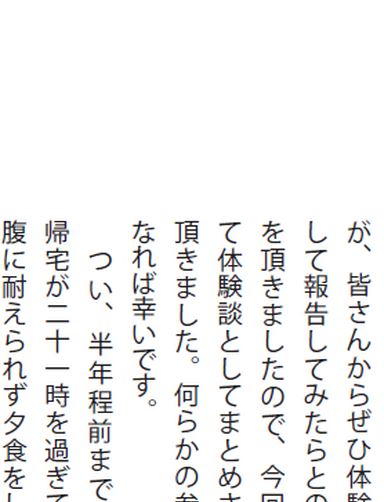 が、皆さんからぜひ体験
して報告してみたらとの
を頂きましたので、今回
て体験談としてまとめさ
頂きました。何らかの参
なれば幸いです。
つい、半年程前まで
帰宅が二十一時を過ぎて
腹に耐えられず夕食をし